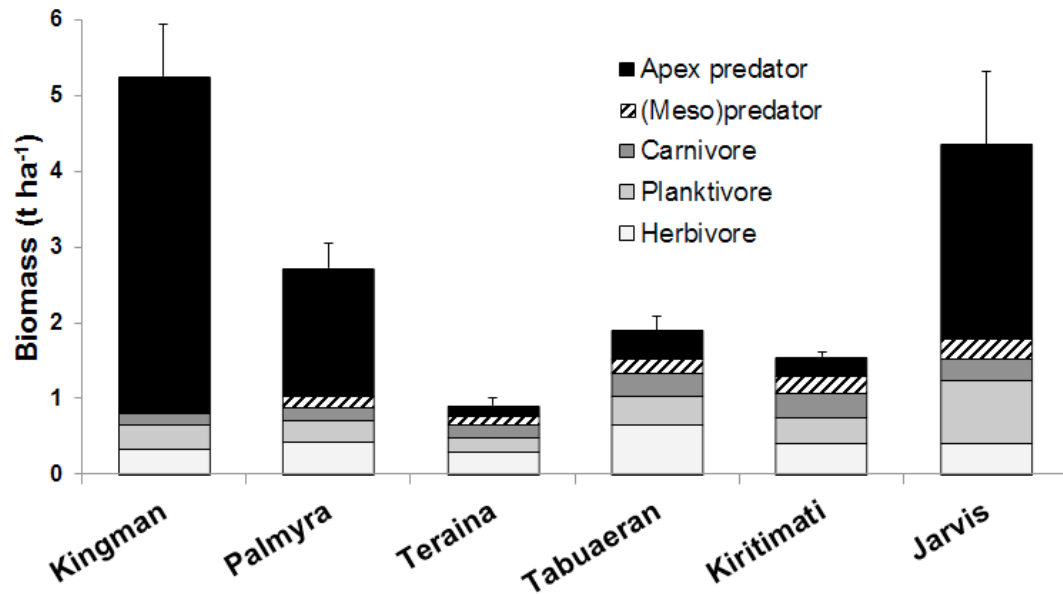 6
5
4
3
2
1
0
Biomass (t ha⁻¹)
Apex predator
(Meso)predator
Carnivore
Planktivore
Herbivore
Kingman
Palmyra
Teraina
Tabuaeran
Kiritimati
Jarvis